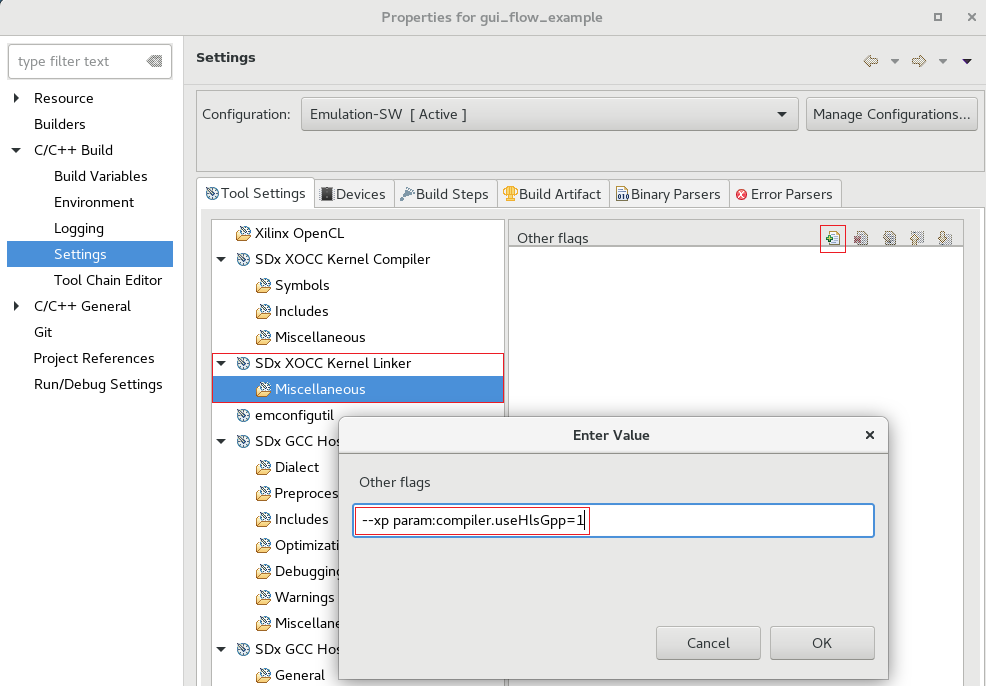 Properties for gui_flow_example
type filter text
Resource
Builders
C/C++ Build
Build Variables
Environment
Logging
Settings
Tool Chain Editor
C/C++ General
Git
Project References
Run/Debug Settings
Settings
Configuration: Emulation-SW [ Active ] Manage Configurations...
Tool Settings Devices Build Steps Build Artifact Binary Parsers Error Parsers
Xilinx OpenCL
SDx XOCC Kernel Compiler
Symbols
Includes
Miscellaneous
SDx XOCC Kernel Linker
Miscellaneous
emconfigutil
SDx GCC Hos
Dialect
Preproces
Includes
Optimizati
Debugging
Warnings
Miscellane
SDx GCC Hos
General
Other flags
Enter Value
Other flags
--xp param:compiler.useHlsGpp=1
Cancel OK